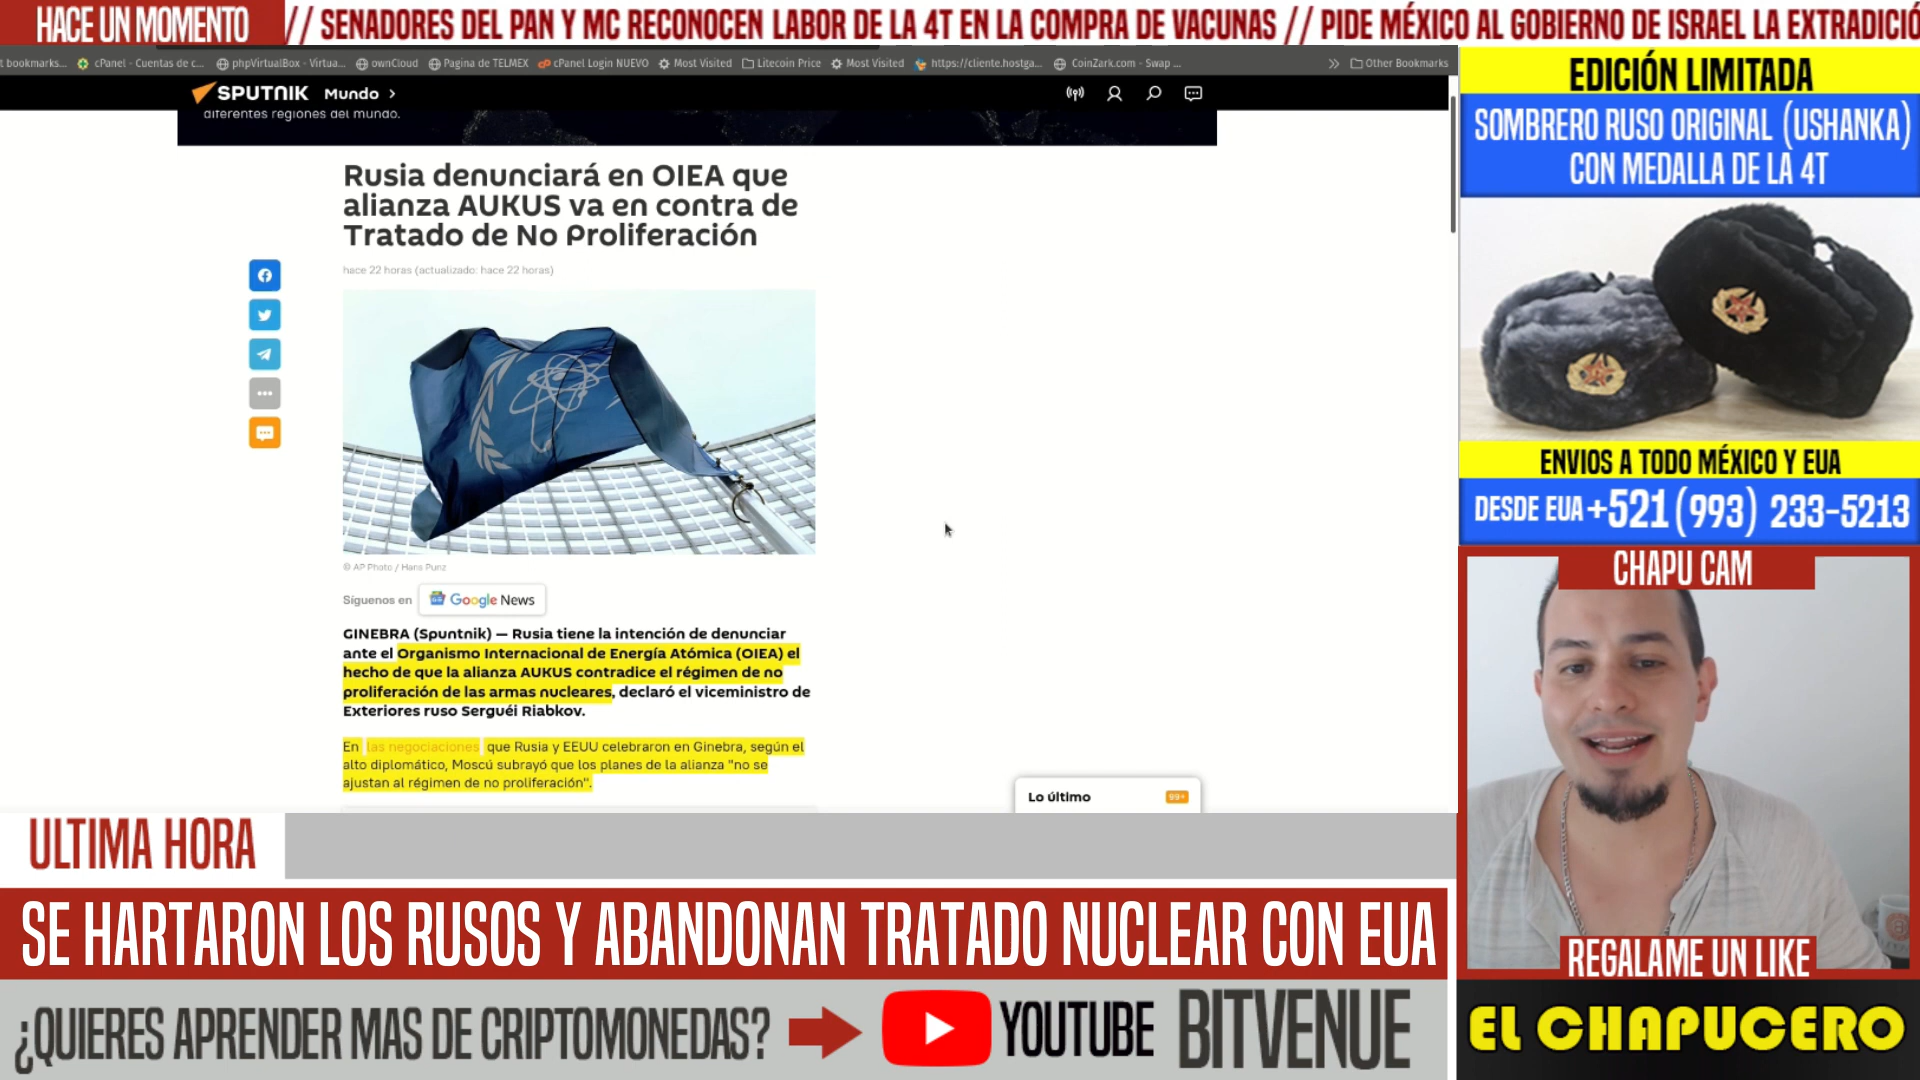 HACE UN MOMENTO
// SENADORES DEL PAN Y MC RECONOCEN LABOR DE LA 4T EN LA COMPRA DE VACUNAS // PIDE MÉXICO AL GOBIERNO DE ISRAEL LA EXTRADICIÓ
t bookmarks... cPanel - Cuentas de c... phpVirtualBox - Virtua... ownCloud Pagina de TELMEX cPanel Login NUEVO Most Visited Litecoin Price Most Visited https://cliente.hostga... CoinZark.com - Swap ... » Other Bookmarks
SPUTNIK Mundo >
diferentes regiones del mundo.
Rusia denunciará en OIEA que
alianza AUKUS va en contra de
Tratado de No Proliferación
hace 22 horas (actualizado: hace 22 horas)
© AP Photo / Hans Punz
Síguenos en Google News
GINEBRA (Sputnik) — Rusia tiene la intención de denunciar
ante el Organismo Internacional de Energía Atómica (OIEA) el
hecho de que la alianza AUKUS contradice el régimen de no
proliferación de las armas nucleares, declaró el viceministro de
Exteriores ruso Serguéi Riabkov.
En las negociaciones que Rusia y EEUU celebraron en Ginebra, según el
alto diplomático, Moscú subrayó que los planes de la alianza "no se
ajustan al régimen de no proliferación".
Lo último 99+
EDICIÓN LIMITADA
SOMBRERO RUSO ORIGINAL (USHANKA)
CON MEDALLA DE LA 4T
ENVIOS A TODO MÉXICO Y EUA
DESDE EUA +521 (993) 233-5213
CHAPU CAM
REGALAME UN LIKE
EL CHAPUCERO
ULTIMA HORA
SE HARTARON LOS RUSOS Y ABANDONAN TRATADO NUCLEAR CON EUA
¿QUIERES APRENDER MAS DE CRIPTOMONEDAS? YOUTUBE BITVENUE